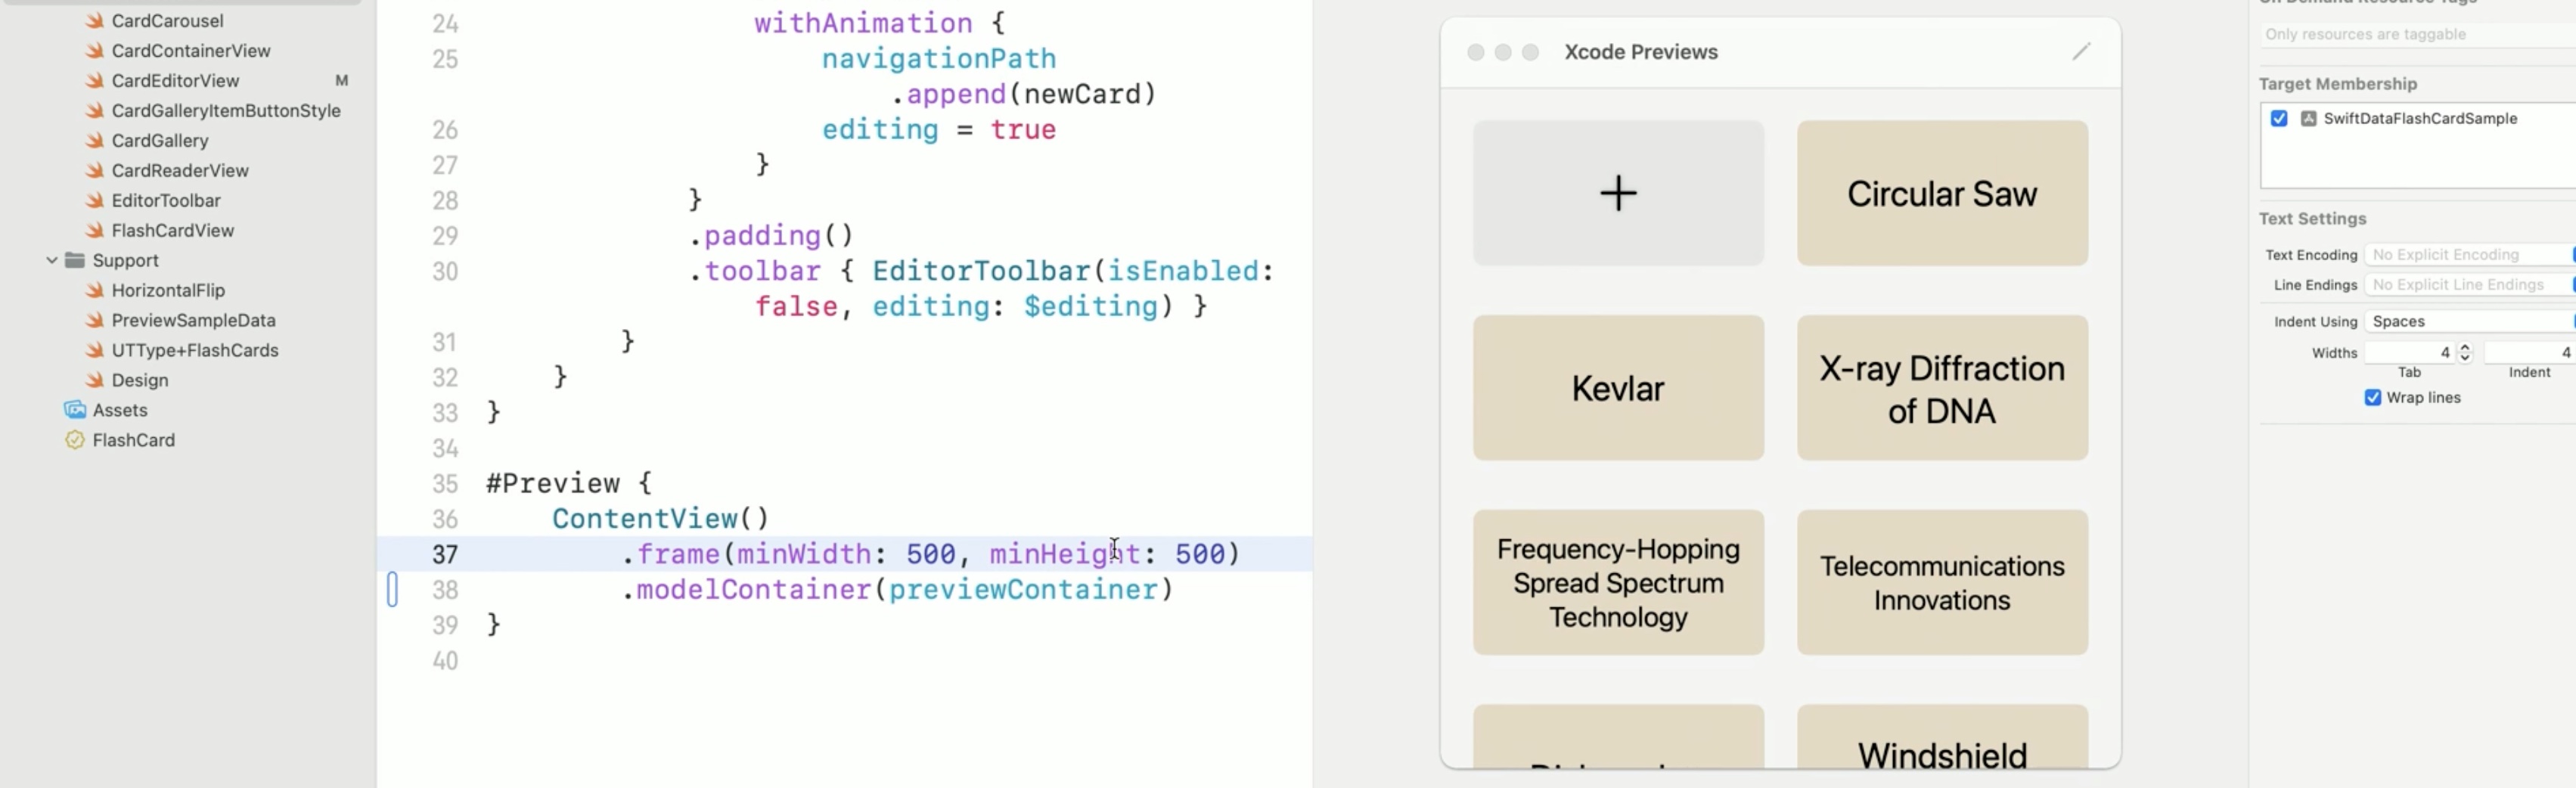 CardCarousel
CardContainerView
CardEditorView M
CardGalleryItemButtonStyle
CardGallery
CardReaderView
EditorToolbar
FlashCardView
Support
HorizontalFlip
PreviewSampleData
UTType+FlashCards
Design
Assets
FlashCard
24 withAnimation {
25 navigationPath
.append(newCard)
26 editing = true
27 }
28 }
29 .padding()
30 .toolbar { EditorToolbar(isEnabled:
false, editing: $editing) }
31 }
32 }
33 }
34
35 #Preview {
36 ContentView()
37 .frame(minWidth: 500, minHeight: 500)
38 .modelContainer(previewContainer)
39 }
40
Xcode Previews
+
Circular Saw
Kevlar
X-ray Diffraction
of DNA
Frequency-Hopping
Spread Spectrum
Technology
Telecommunications
Innovations
Windshield
On Demand Resource Tags
Only resources are taggable
Target Membership
SwiftDataFlashCardSample
Text Settings
Text Encoding No Explicit Encoding
Line Endings No Explicit Line Endings
Indent Using Spaces
Widths 4 4
Tab Indent
Wrap lines